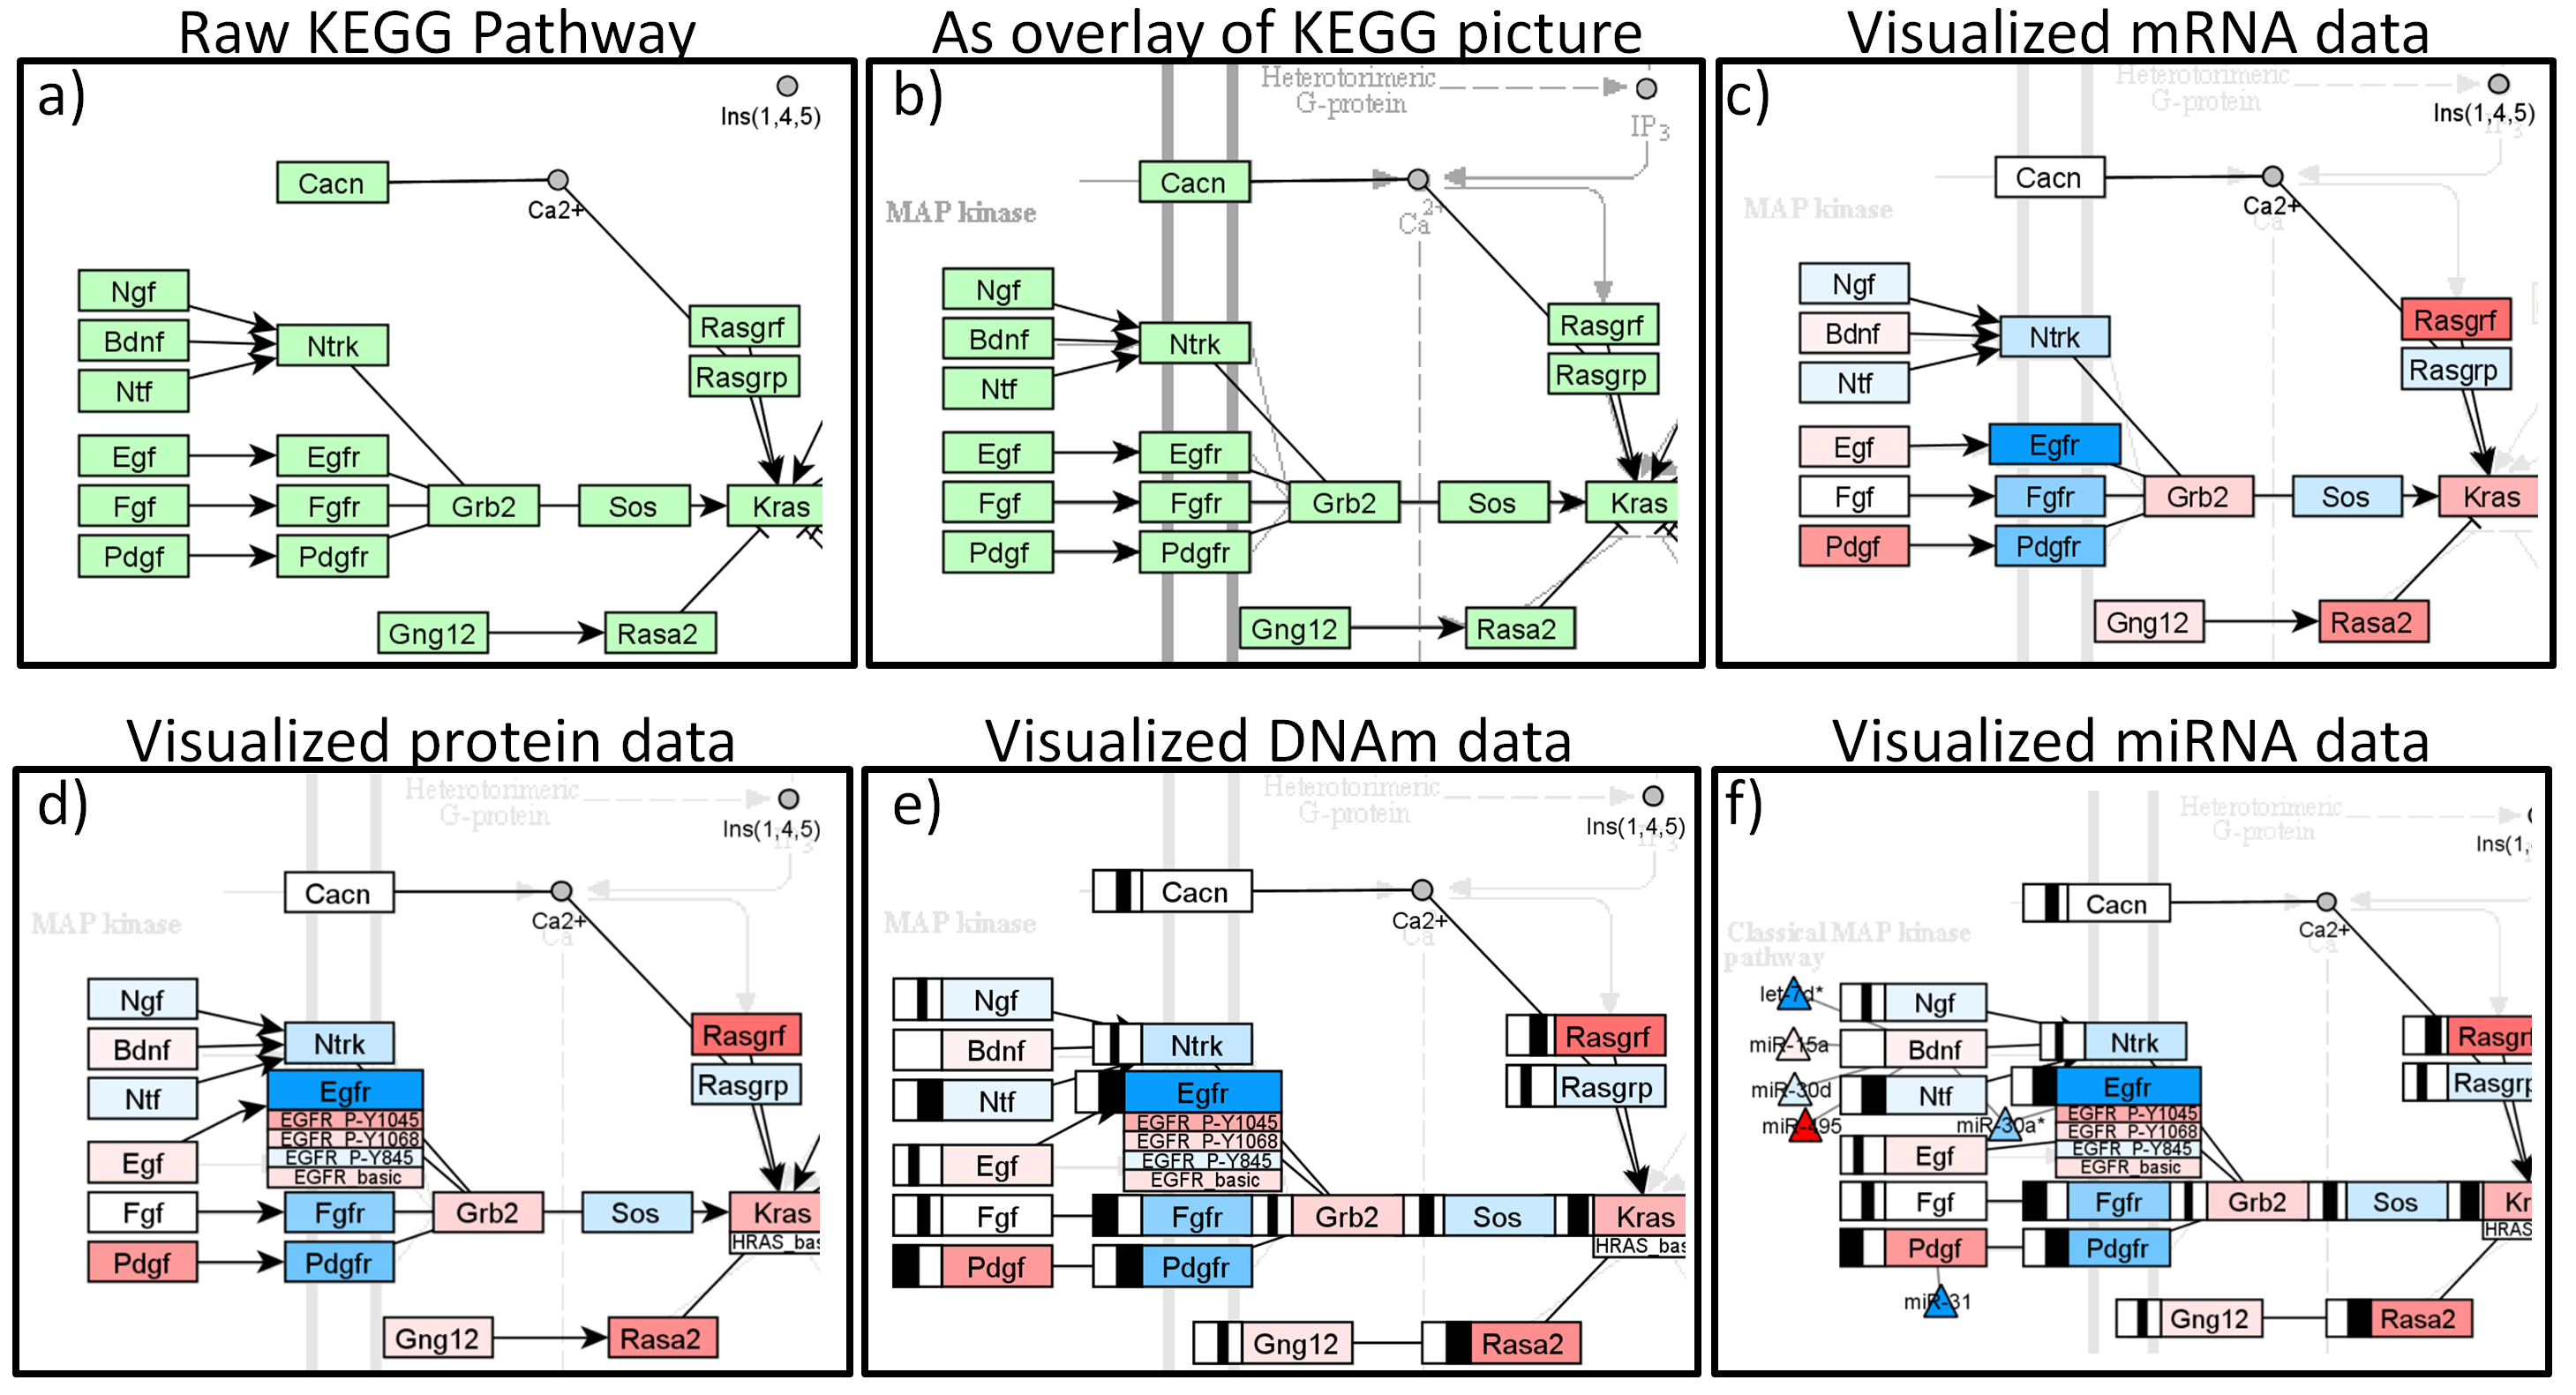 Raw KEGG Pathway
a)
Ins(1,4,5)
Cacn
Ca2+
Ngf
Bdnf
Ntf
Ntrk
Rasgrf
Rasgrp
Egf
Egfr
Fgf
Fgfr
Grb2
Sos
Kras
Pdgf
Pdgfr
Gng12
Rasa2
As overlay of KEGG picture
b)
Heterotorimeric
G-protein
IP3
Cacn
MAP kinase
Ca2+
Ngf
Bdnf
Ntf
Ntrk
Rasgrf
Rasgrp
Egf
Egfr
Fgf
Fgfr
Grb2
Sos
Kras
Pdgf
Pdgfr
Gng12
Rasa2
Visualized mRNA data
c)
Heterotorimeric
G-protein
Ins(1,4,5)
IP3
Cacn
MAP kinase
Ca2+
Ca
Ngf
Bdnf
Ntf
Ntrk
Rasgrf
Rasgrp
Egf
Egfr
Fgf
Fgfr
Grb2
Sos
Kras
Pdgf
Pdgfr
Gng12
Rasa2
Visualized protein data
d)
Heterotorimeric
G-protein
Ins(1,4,5)
IP3
Cacn
MAP kinase
Ca2+
Ca
Ngf
Bdnf
Ntf
Ntrk
Rasgrf
Rasgrp
Egfr
EGFR_P-Y1045
EGFR_P-Y1068
EGFR_P-Y845
EGFR_basic
Egf
Fgf
Fgfr
Grb2
Sos
Kras
HRAS_bas
Pdgf
Pdgfr
Gng12
Rasa2
Visualized DNAm data
e)
Heterotorimeric
G-protein
Ins(1,4,5)
IP3
Cacn
MAP kinase
Ca2+
Ca
Ngf
Bdnf
Ntf
Ntrk
Rasgrf
Rasgrp
Egfr
EGFR_P-Y1045
EGFR_P-Y1068
EGFR_P-Y845
EGFR_basic
Egf
Fgf
Fgfr
Grb2
Sos
Kras
HRAS_bas
Pdgf
Pdgfr
Gng12
Rasa2
Visualized miRNA data
f)
Heterotorimeric
G-protein
Ins(1,
Cacn
Classical MAP kinase
pathway
Ca2+
Ca
let-7d*
miR-15a
miR-30d
miR-495
miR-30a*
Ngf
Bdnf
Ntf
Ntrk
Rasgrf
Rasgrp
Egfr
EGFR_P-Y1045
EGFR_P-Y1068
EGFR_P-Y845
EGFR_basic
Egf
Fgf
Fgfr
Grb2
Sos
Kr
HRAS
Pdgf
Pdgfr
miR-31
Gng12
Rasa2